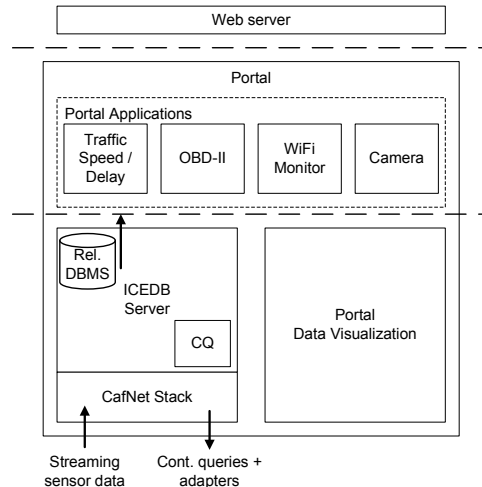 Web server
Portal
Portal Applications
Traffic
Speed /
Delay
OBD-II
WiFi
Monitor
Camera
Rel.
DBMS
ICEDB
Server
CQ
CafNet Stack
Portal
Data Visualization
Streaming
sensor data
Cont. queries +
adapters